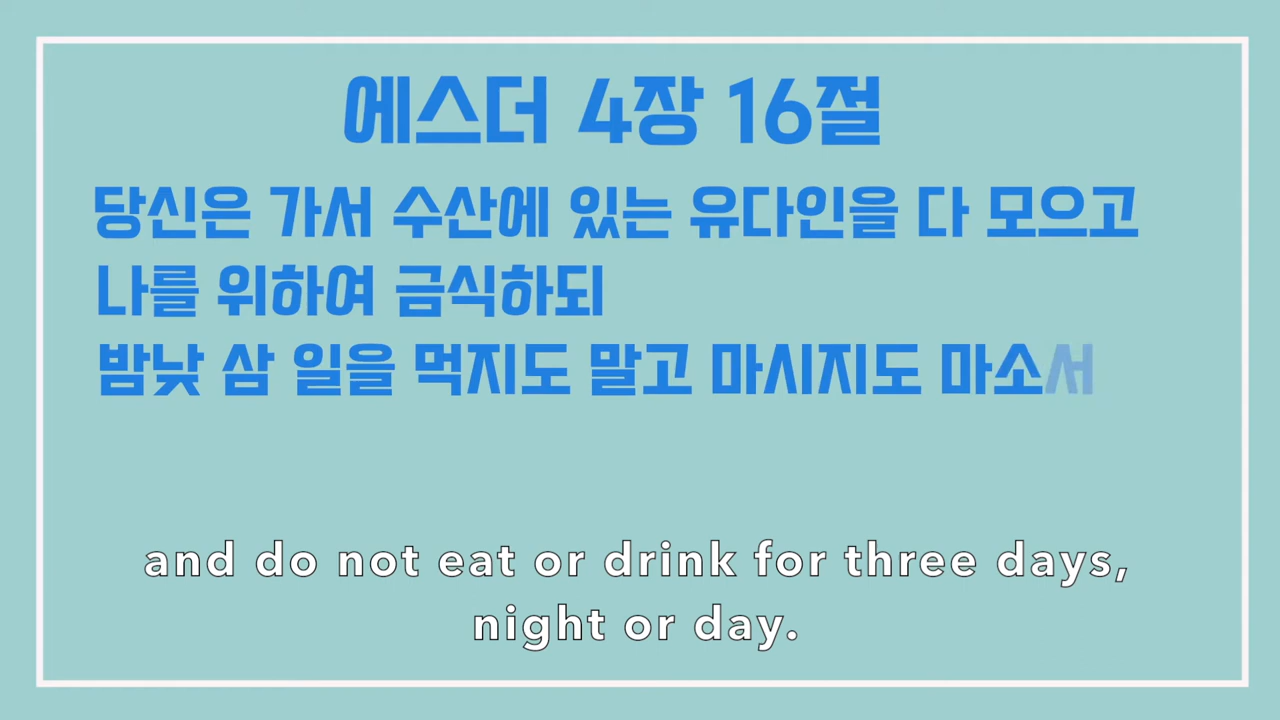 에스더 4장 16절
당신은 가서 수산에 있는 유다인을 다 모으고
나를 위하여 금식하되
밤낮 삼 일을 먹지도 말고 마시지도 마소서
and do not eat or drink for three days,
night or day.